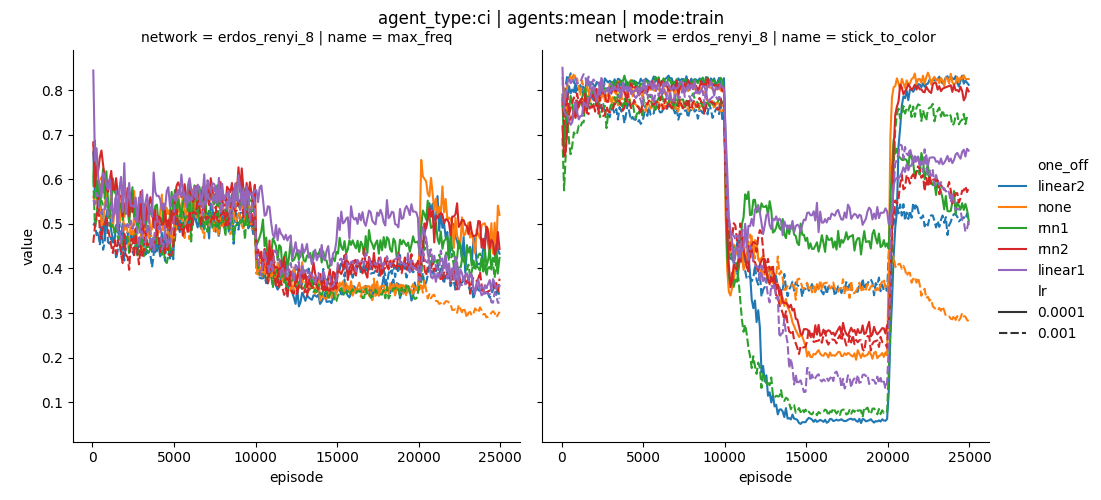 agent_type:ci | agents:mean | mode:train
network = erdos_renyi_8 | name = max_freq
network = erdos_renyi_8 | name = stick_to_color
value
0.8
0.7
0.6
0.5
0.4
0.3
0.2
0.1
0 5000 10000 15000 20000 25000
0 5000 10000 15000 20000 25000
episode
episode
one_off
linear2
none
rnn1
rnn2
linear1
lr
0.0001
0.001